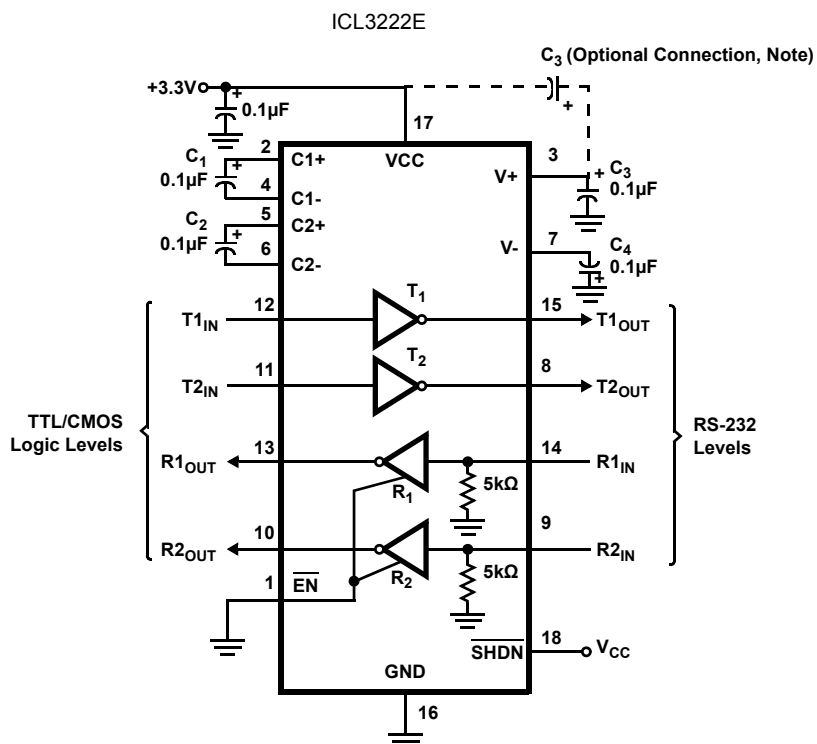 ICL3222E
C3 (Optional Connection, Note)
+3.3V
+
0.1µF
+
17
2
C1
0.1µF
+
4
C1+
C1-
VCC
V+
3
+
C3
0.1µF
C2
0.1µF
5
+
6
C2+
C2-
V-
7
C4
0.1µF
+
T1IN
12
T1
15
T1OUT
T2IN
11
T2
8
T2OUT
TTL/CMOS
Logic Levels
RS-232
Levels
R1OUT
13
R1
5kΩ
14
R1IN
R2OUT
10
R2
5kΩ
9
R2IN
1
EN
SHDN
18
VCC
GND
16